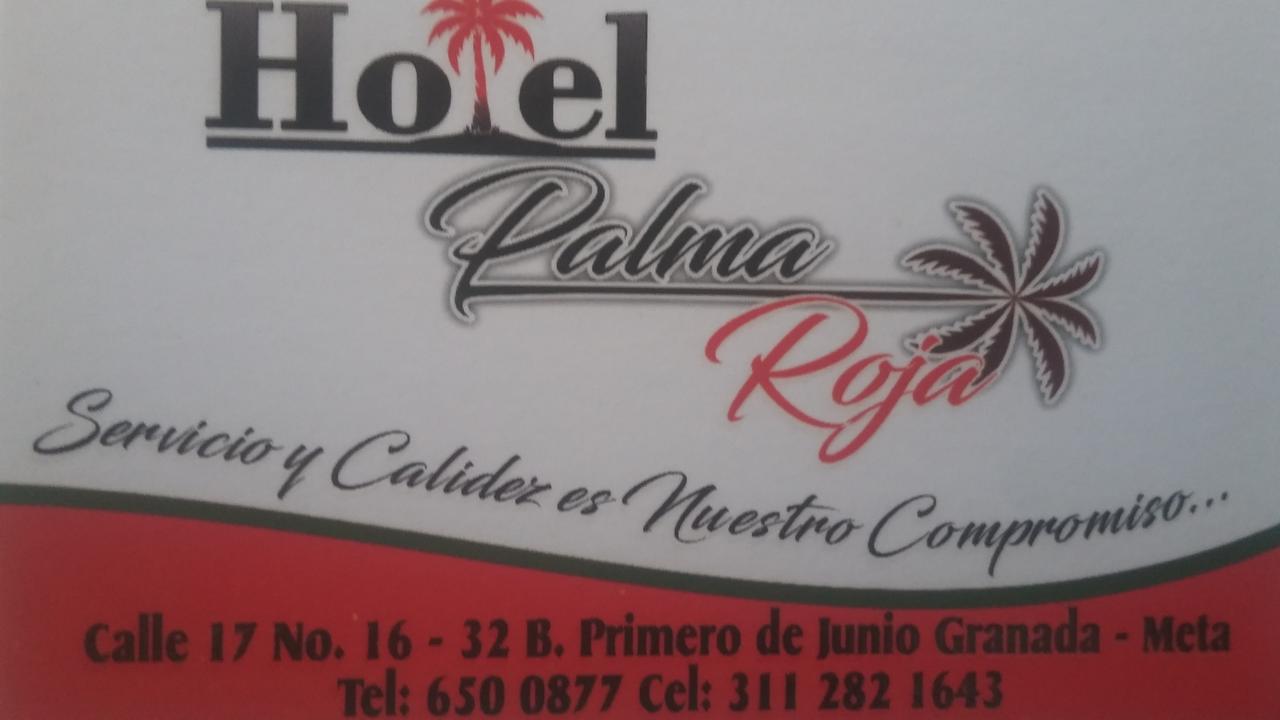 Hotel
Palma
Roja
Servicio y Calidez es Nuestro Compromiso...
Calle 17 No. 16 - 32 B. Primero de Junio Granada - Meta
Tel: 650 0877 Cel: 311 282 1643